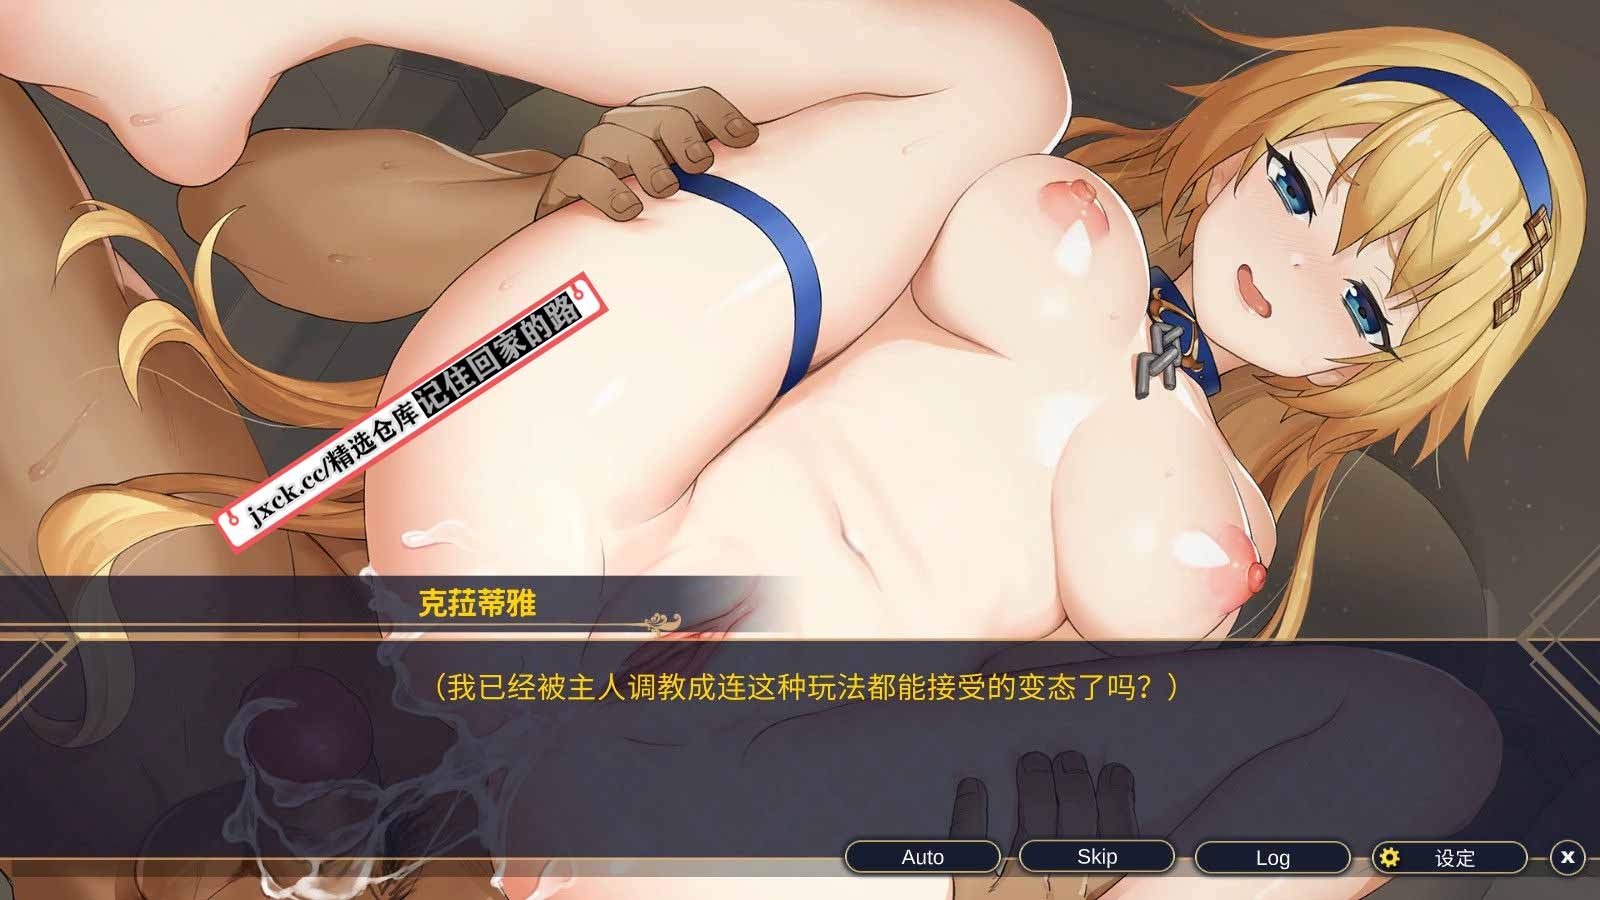 jxck.cc/精选仓库 记住回家的路
克菈蒂雅
（我已经被主人调教成连这种玩法都能接受的变态了吗？）
Auto
Skip
Log
设定
X